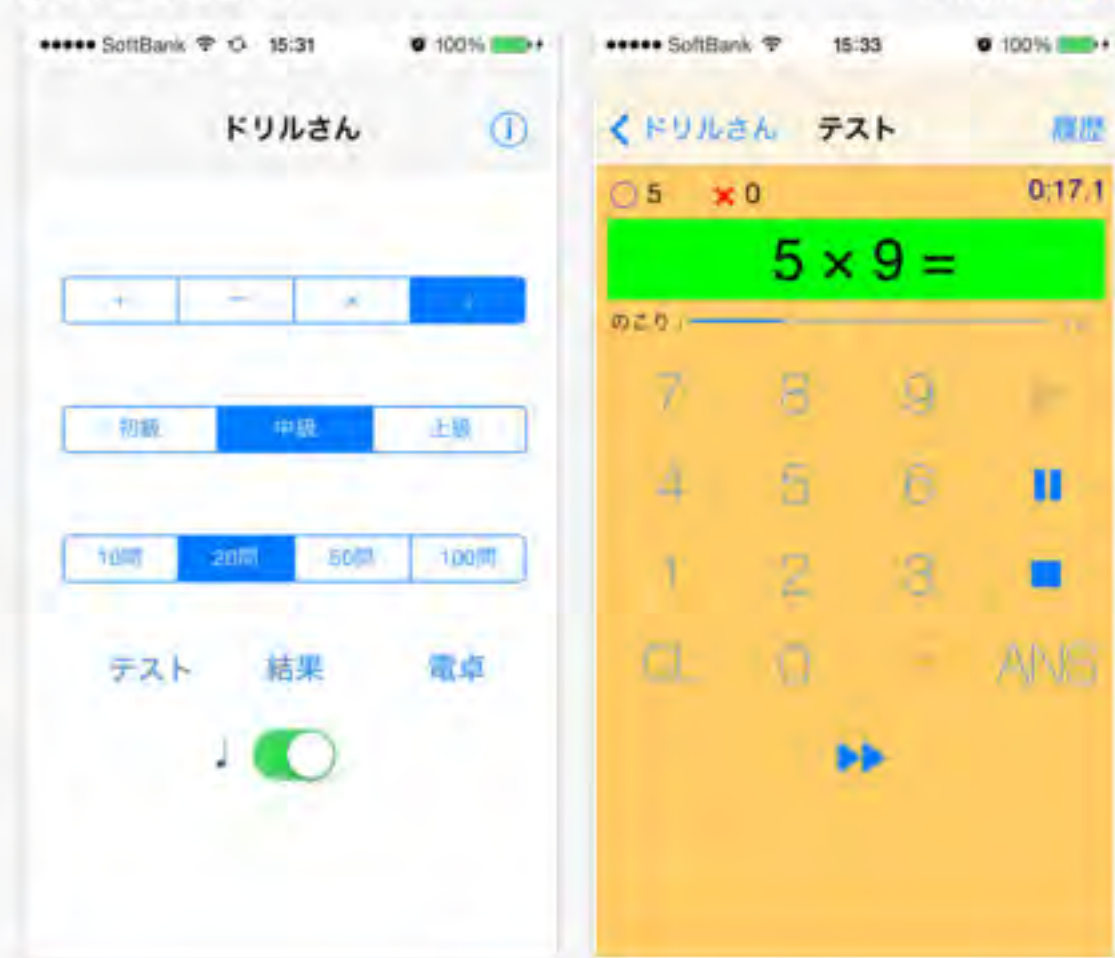 SoftBank 15:31 100%
ドリルさん
+ − ×
初級 中級 上級
10問 20問 50問 100問
テスト 結果 電卓
♩
SoftBank 15:33 100%
ドリルさん テスト 履歴
○ 5 × 0 0:17.1
5 × 9 =
のこり
7 8 9
4 5 6
1 2 3
CL 0 ANS